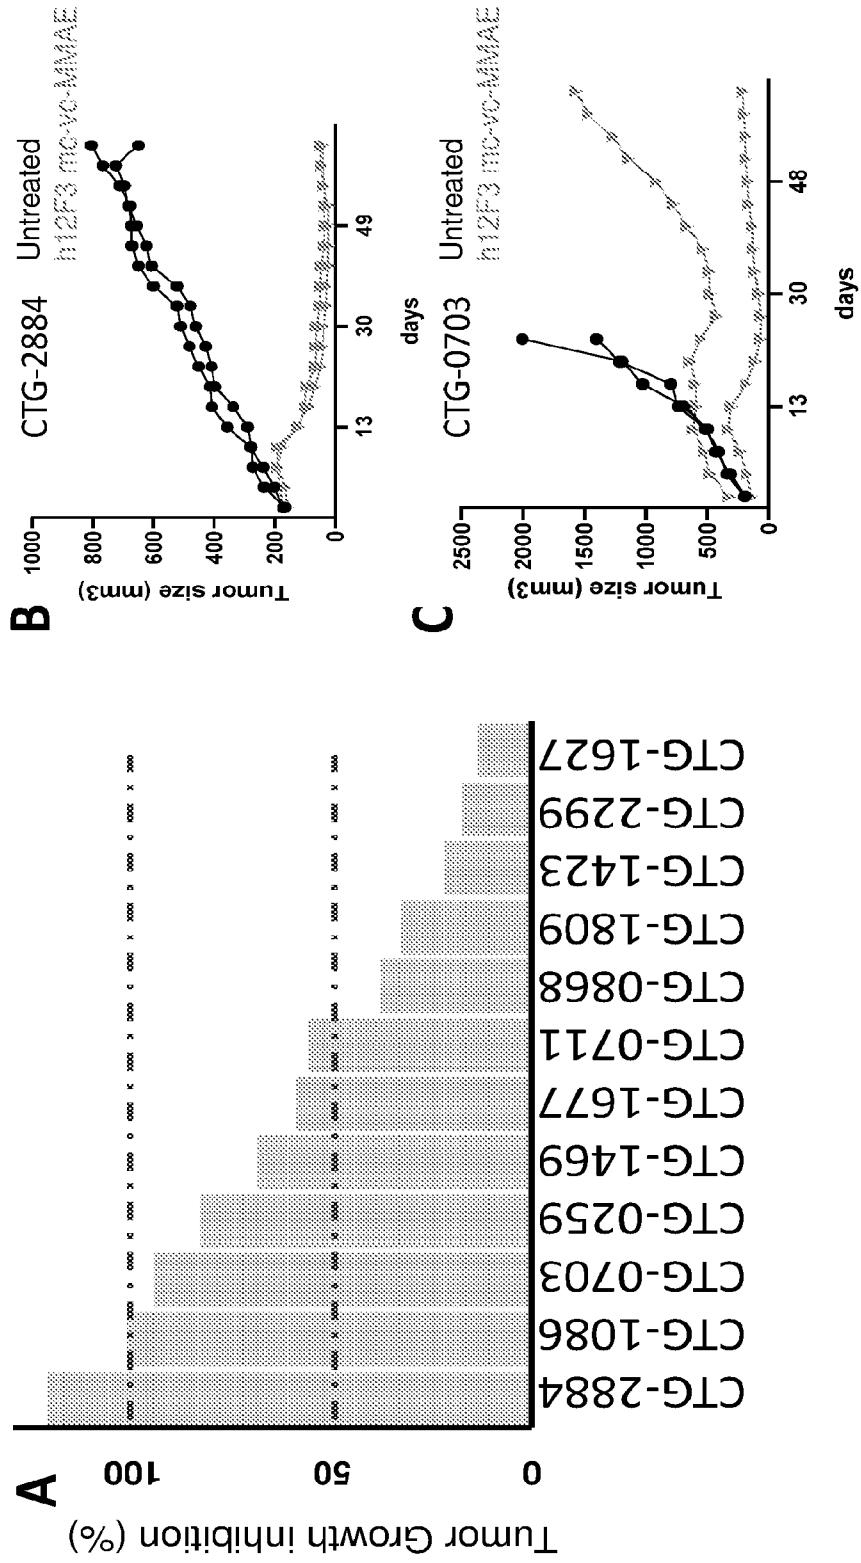 A
Tumor Growth inhibition (%)
100
50
0
CTG-2884
CTG-1086
CTG-0703
CTG-0259
CTG-1469
CTG-1677
CTG-0711
CTG-0868
CTG-1809
CTG-1423
CTG-2299
CTG-1627
B
CTG-2884
Untreated
h12F3 mc-vc-MMAE
Tumor size (mm3)
1000
800
600
400
200
0
13
30
49
days
C
CTG-0703
Untreated
h12F3 mc-vc-MMAE
Tumor size (mm3)
2500
2000
1500
1000
500
0
13
30
48
days